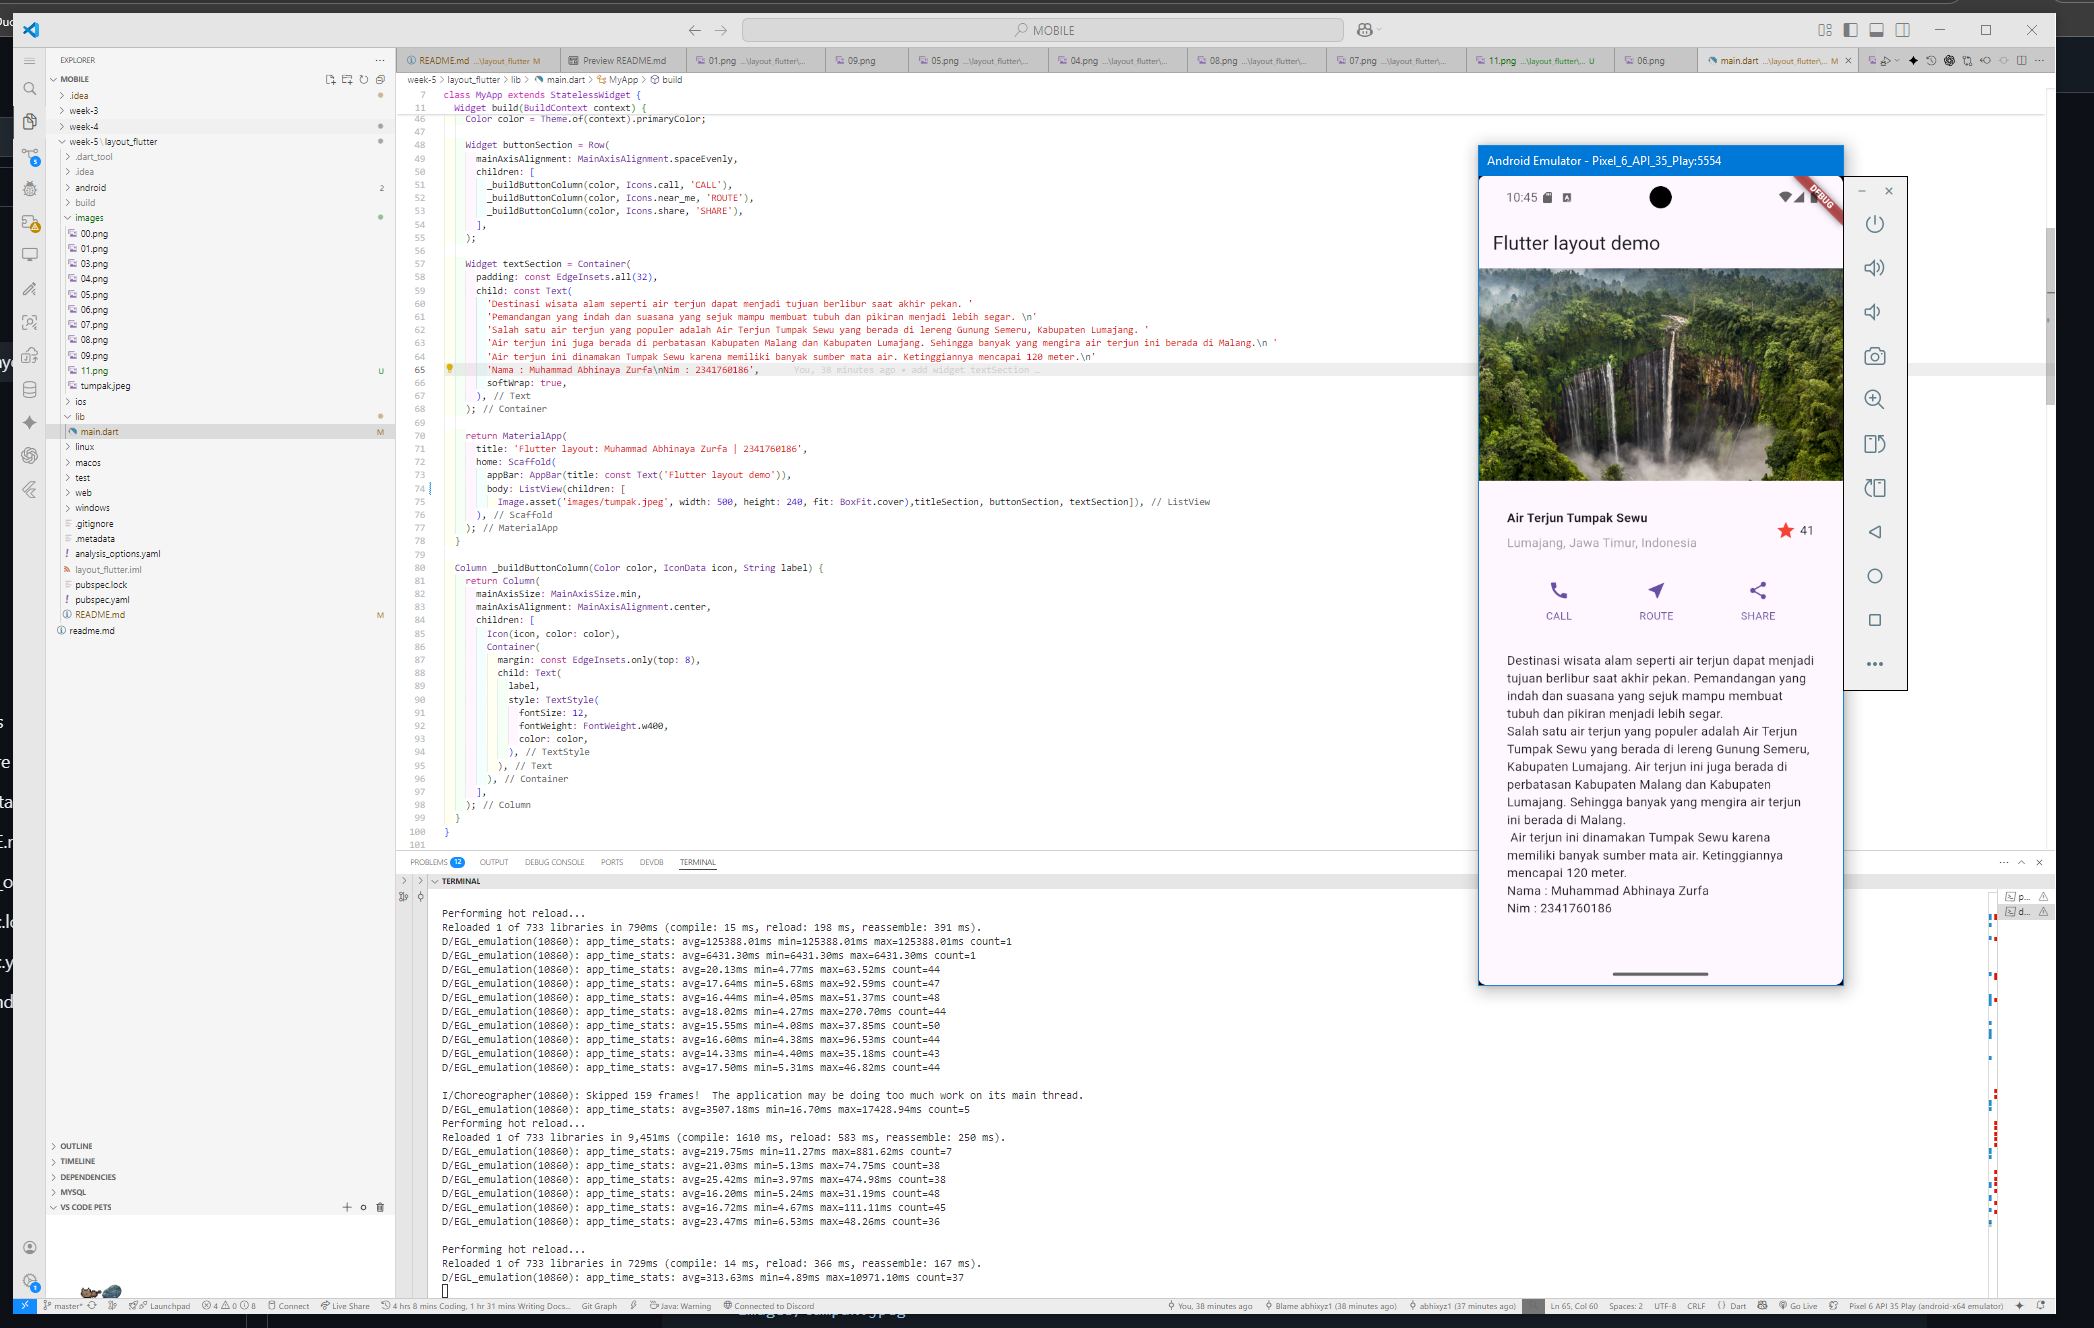 MOBILE
EXPLORER
MOBILE
.idea
week-3
week-4
week-5 \ layout_flutter
.dart_tool
.idea
android 2
build
images
00.png
01.png
03.png
04.png
05.png
06.png
07.png
08.png
09.png
11.png U
tumpak.jpeg
ios
lib
main.dart M
linux
macos
test
web
windows
.gitignore
.metadata
analysis_options.yaml
layout_flutter.iml
pubspec.lock
pubspec.yaml
README.md M
readme.md
OUTLINE
TIMELINE
DEPENDENCIES
MYSQL
VS CODE PETS
README.md ...\layout_flutter M
Preview README.md
01.png ...\layout_flutter\...
09.png
05.png ...\layout_flutter\...
04.png ...\layout_flutter\...
08.png ...\layout_flutter\...
07.png ...\layout_flutter\...
11.png ...\layout_flutter\... U
06.png
main.dart ...\layout_flutter\... M
week-5 > layout_flutter > lib > main.dart > MyApp > build
7 class MyApp extends StatelessWidget {
11 Widget build(BuildContext context) {
46 Color color = Theme.of(context).primaryColor;
47
48 Widget buttonSection = Row(
49 mainAxisAlignment: MainAxisAlignment.spaceEvenly,
50 children: [
51 _buildButtonColumn(color, Icons.call, 'CALL'),
52 _buildButtonColumn(color, Icons.near_me, 'ROUTE'),
53 _buildButtonColumn(color, Icons.share, 'SHARE'),
54 ],
55 );
56
57 Widget textSection = Container(
58 padding: const EdgeInsets.all(32),
59 child: const Text(
60 'Destinasi wisata alam seperti air terjun dapat menjadi tujuan berlibur saat akhir pekan. '
61 'Pemandangan yang indah dan suasana yang sejuk mampu membuat tubuh dan pikiran menjadi lebih segar. \n'
62 'Salah satu air terjun yang populer adalah Air Terjun Tumpak Sewu yang berada di lereng Gunung Semeru, Kabupaten Lumajang. '
63 'Air terjun ini juga berada di perbatasan Kabupaten Malang dan Kabupaten Lumajang. Sehingga banyak yang mengira air terjun ini berada di Malang.\n '
64 'Air terjun ini dinamakan Tumpak Sewu karena memiliki banyak sumber mata air. Ketinggiannya mencapai 120 meter.\n'
65 'Nama : Muhammad Abhinaya Zurfa\nNim : 2341760186', You, 38 minutes ago • add widget textSection …
66 softWrap: true,
67 ), // Text
68 ); // Container
69
70 return MaterialApp(
71 title: 'Flutter layout: Muhammad Abhinaya Zurfa | 2341760186',
72 home: Scaffold(
73 appBar: AppBar(title: const Text('Flutter layout demo')),
74 body: ListView(children: [
75 Image.asset('images/tumpak.jpeg', width: 500, height: 240, fit: BoxFit.cover),titleSection, buttonSection, textSection]), // ListView
76 ), // Scaffold
77 ); // MaterialApp
78 }
79
80 Column _buildButtonColumn(Color color, IconData icon, String label) {
81 return Column(
82 mainAxisSize: MainAxisSize.min,
83 mainAxisAlignment: MainAxisAlignment.center,
84 children: [
85 Icon(icon, color: color),
86 Container(
87 margin: const EdgeInsets.only(top: 8),
88 child: Text(
89 label,
90 style: TextStyle(
91 fontSize: 12,
92 fontWeight: FontWeight.w400,
93 color: color,
94 ), // TextStyle
95 ), // Text
96 ), // Container
97 ],
98 ); // Column
99 }
100 }
101
Android Emulator - Pixel_6_API_35_Play:5554
10:45
DEBUG
Flutter layout demo
Air Terjun Tumpak Sewu
Lumajang, Jawa Timur, Indonesia
41
CALL ROUTE SHARE
Destinasi wisata alam seperti air terjun dapat menjadi
tujuan berlibur saat akhir pekan. Pemandangan yang
indah dan suasana yang sejuk mampu membuat
tubuh dan pikiran menjadi lebih segar.
Salah satu air terjun yang populer adalah Air Terjun
Tumpak Sewu yang berada di lereng Gunung Semeru,
Kabupaten Lumajang. Air terjun ini juga berada di
perbatasan Kabupaten Malang dan Kabupaten
Lumajang. Sehingga banyak yang mengira air terjun
ini berada di Malang.
Air terjun ini dinamakan Tumpak Sewu karena
memiliki banyak sumber mata air. Ketinggiannya
mencapai 120 meter.
Nama : Muhammad Abhinaya Zurfa
Nim : 2341760186
PROBLEMS 12 OUTPUT DEBUG CONSOLE PORTS DEVDB TERMINAL
TERMINAL
p...
d...
Performing hot reload...
Reloaded 1 of 733 libraries in 790ms (compile: 15 ms, reload: 198 ms, reassemble: 391 ms).
D/EGL_emulation(10860): app_time_stats: avg=125388.01ms min=125388.01ms max=125388.01ms count=1
D/EGL_emulation(10860): app_time_stats: avg=6431.30ms min=6431.30ms max=6431.30ms count=1
D/EGL_emulation(10860): app_time_stats: avg=20.13ms min=4.77ms max=63.52ms count=44
D/EGL_emulation(10860): app_time_stats: avg=17.64ms min=5.68ms max=92.59ms count=47
D/EGL_emulation(10860): app_time_stats: avg=16.44ms min=4.05ms max=51.37ms count=48
D/EGL_emulation(10860): app_time_stats: avg=18.02ms min=4.27ms max=270.70ms count=44
D/EGL_emulation(10860): app_time_stats: avg=15.55ms min=4.08ms max=37.85ms count=50
D/EGL_emulation(10860): app_time_stats: avg=16.60ms min=4.38ms max=96.53ms count=44
D/EGL_emulation(10860): app_time_stats: avg=14.33ms min=4.40ms max=35.18ms count=43
D/EGL_emulation(10860): app_time_stats: avg=17.50ms min=5.31ms max=46.82ms count=44
I/Choreographer(10860): Skipped 159 frames!  The application may be doing too much work on its main thread.
D/EGL_emulation(10860): app_time_stats: avg=3507.18ms min=16.70ms max=17428.94ms count=5
Performing hot reload...
Reloaded 1 of 733 libraries in 9,451ms (compile: 1610 ms, reload: 583 ms, reassemble: 250 ms).
D/EGL_emulation(10860): app_time_stats: avg=219.75ms min=11.27ms max=881.62ms count=7
D/EGL_emulation(10860): app_time_stats: avg=21.03ms min=5.13ms max=74.75ms count=38
D/EGL_emulation(10860): app_time_stats: avg=25.42ms min=3.97ms max=474.98ms count=38
D/EGL_emulation(10860): app_time_stats: avg=16.20ms min=5.24ms max=31.19ms count=48
D/EGL_emulation(10860): app_time_stats: avg=16.72ms min=4.67ms max=111.11ms count=45
D/EGL_emulation(10860): app_time_stats: avg=23.47ms min=6.53ms max=48.26ms count=36
Performing hot reload...
Reloaded 1 of 733 libraries in 729ms (compile: 14 ms, reload: 366 ms, reassemble: 167 ms).
D/EGL_emulation(10860): app_time_stats: avg=313.63ms min=4.89ms max=10971.10ms count=37
master* Launchpad 4 0 8 Connect Live Share 4 hrs 8 mins Coding, 1 hr 31 mins Writing Docs... Git Graph Java: Warning Connected to Discord You, 38 minutes ago Blame abhixyz1 (38 minutes ago) abhixyz1 (37 minutes ago) Ln 65, Col 60 Spaces: 2 UTF-8 CRLF Dart Go Live Pixel 6 API 35 Play (android-x64 emulator)